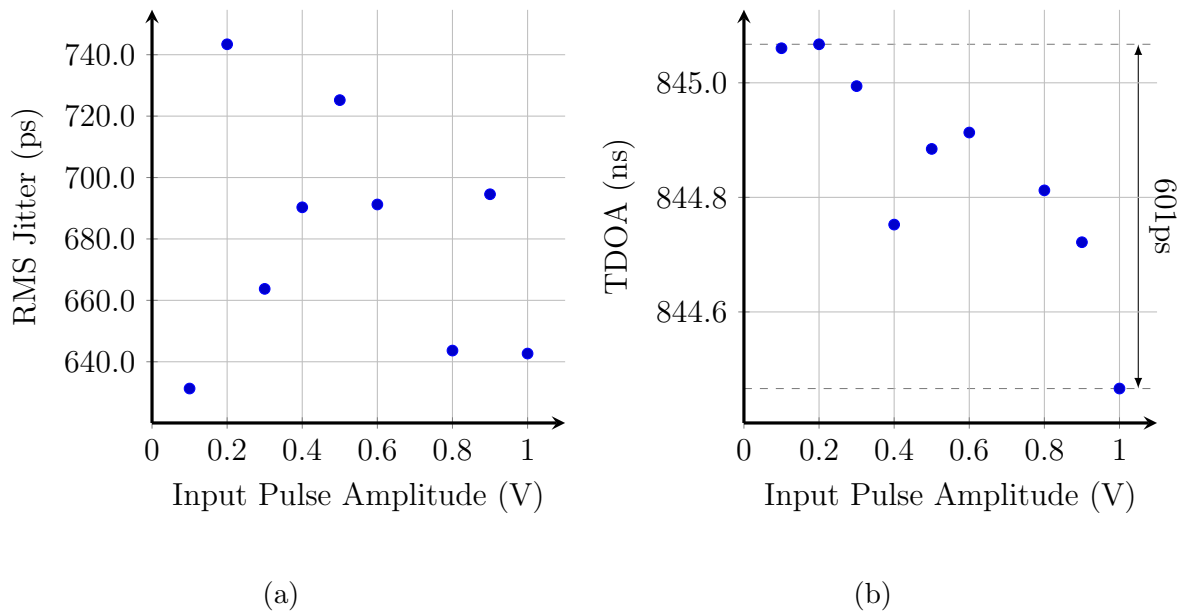 RMS Jitter (ps)
740.0
720.0
700.0
680.0
660.0
640.0
0 0.2 0.4 0.6 0.8 1
Input Pulse Amplitude (V)
(a)
TDOA (ns)
845.0
844.8
844.6
601ps
0 0.2 0.4 0.6 0.8 1
Input Pulse Amplitude (V)
(b)